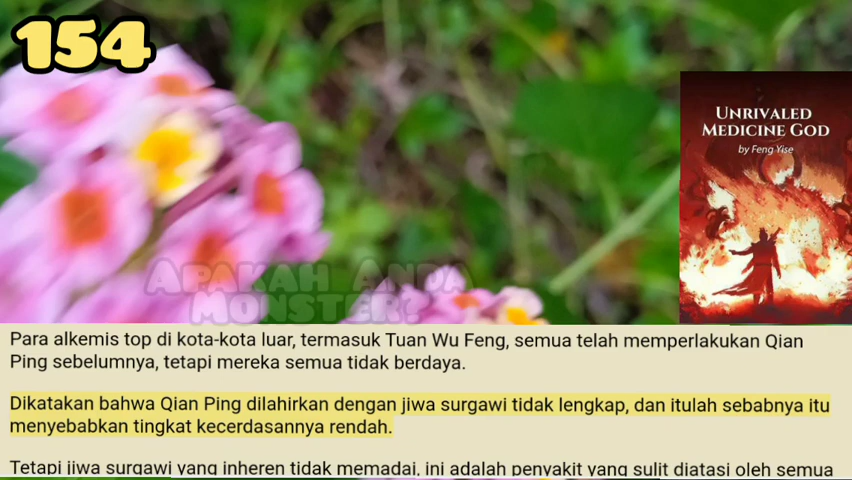 154
UNRIVALED
MEDICINE GOD
by Feng Yise
APAKAH ANDA
MONSTER?
Para alkemis top di kota-kota luar, termasuk Tuan Wu Feng, semua telah memperlakukan Qian
Ping sebelumnya, tetapi mereka semua tidak berdaya.
Dikatakan bahwa Qian Ping dilahirkan dengan jiwa surgawi tidak lengkap, dan itulah sebabnya itu
menyebabkan tingkat kecerdasannya rendah.
Tetapi jiwa surgawi yang inheren tidak memadai, ini adalah penyakit yang sulit diatasi oleh semua